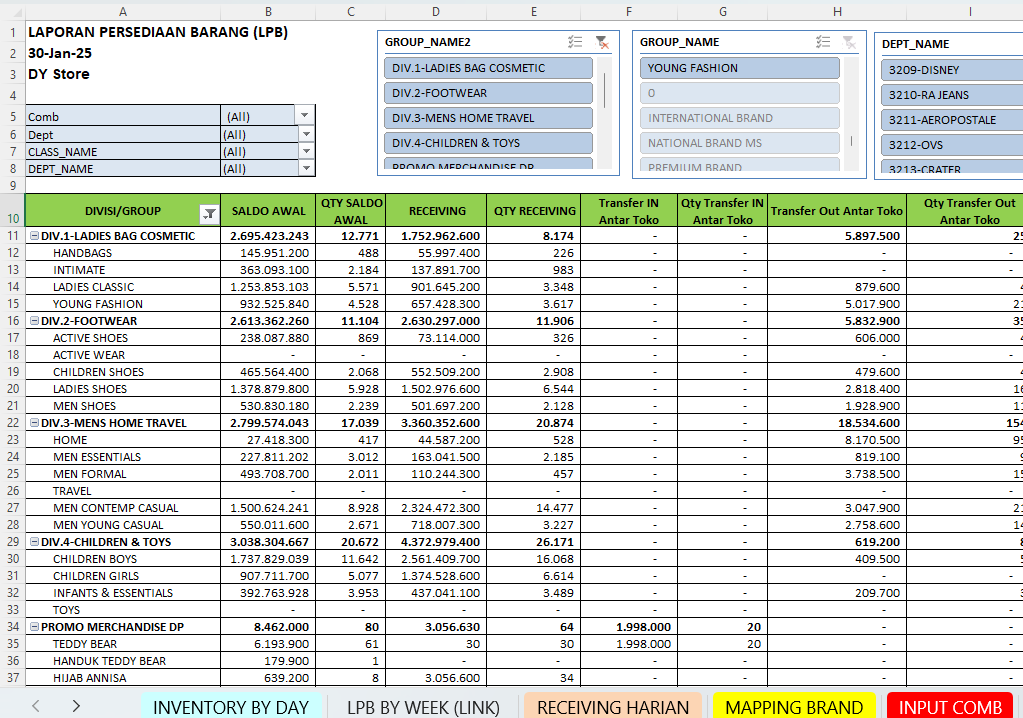 A B C D E F G H I
1 LAPORAN PERSEDIAAN BARANG (LPB)
2 30-Jan-25
3 DY Store
4
5 Comb (All)
6 Dept (All)
7 CLASS_NAME (All)
8 DEPT_NAME (All)
9
GROUP_NAME2
DIV.1-LADIES BAG COSMETIC
DIV.2-FOOTWEAR
DIV.3-MENS HOME TRAVEL
DIV.4-CHILDREN & TOYS
PROMO MERCHANDISE DP
GROUP_NAME
YOUNG FASHION
0
INTERNATIONAL BRAND
NATIONAL BRAND MS
PREMIUM BRAND
DEPT_NAME
3209-DISNEY
3210-RA JEANS
3211-AEROPOSTALE
3212-OVS
3213-CRATER
10 DIVISI/GROUP SALDO AWAL QTY SALDO AWAL RECEIVING QTY RECEIVING Transfer IN Antar Toko Qty Transfer IN Antar Toko Transfer Out Antar Toko Qty Transfer Out Antar Toko
11 DIV.1-LADIES BAG COSMETIC 2.695.423.243 12.771 1.752.962.600 8.174 - - 5.897.500
12 HANDBAGS 145.951.200 488 55.997.400 226 - - - -
13 INTIMATE 363.093.100 2.184 137.891.700 983 - - - -
14 LADIES CLASSIC 1.253.853.103 5.571 901.645.200 3.348 - - 879.600
15 YOUNG FASHION 932.525.840 4.528 657.428.300 3.617 - - 5.017.900
16 DIV.2-FOOTWEAR 2.613.362.260 11.104 2.630.297.000 11.906 - - 5.832.900
17 ACTIVE SHOES 238.087.880 869 73.114.000 326 - - 606.000
18 ACTIVE WEAR - - - - - - - -
19 CHILDREN SHOES 465.564.400 2.068 552.509.200 2.908 - - 479.600
20 LADIES SHOES 1.378.879.800 5.928 1.502.976.600 6.544 - - 2.818.400
21 MEN SHOES 530.830.180 2.239 501.697.200 2.128 - - 1.928.900
22 DIV.3-MENS HOME TRAVEL 2.799.574.043 17.039 3.360.352.600 20.874 - - 18.534.600
23 HOME 27.418.300 417 44.587.200 528 - - 8.170.500
24 MEN ESSENTIALS 227.811.202 3.012 163.041.500 2.185 - - 819.100
25 MEN FORMAL 493.708.700 2.011 110.244.300 457 - - 3.738.500
26 TRAVEL - - - - - - - -
27 MEN CONTEMP CASUAL 1.500.624.241 8.928 2.324.472.300 14.477 - - 3.047.900
28 MEN YOUNG CASUAL 550.011.600 2.671 718.007.300 3.227 - - 2.758.600
29 DIV.4-CHILDREN & TOYS 3.038.304.667 20.672 4.372.979.400 26.171 - - 619.200
30 CHILDREN BOYS 1.737.829.039 11.642 2.561.409.700 16.068 - - 409.500
31 CHILDREN GIRLS 907.711.700 5.077 1.374.528.600 6.614 - - - -
32 INFANTS & ESSENTIALS 392.763.928 3.953 437.041.100 3.489 - - 209.700
33 TOYS - - - - - - - -
34 PROMO MERCHANDISE DP 8.462.000 80 3.056.630 64 1.998.000 20 - -
35 TEDDY BEAR 6.193.900 61 30 30 1.998.000 20 - -
36 HANDUK TEDDY BEAR 179.900 1 - - - - - -
37 HIJAB ANNISA 639.200 8 3.056.600 34 - - - -
INVENTORY BY DAY LPB BY WEEK (LINK) RECEIVING HARIAN MAPPING BRAND INPUT COMB